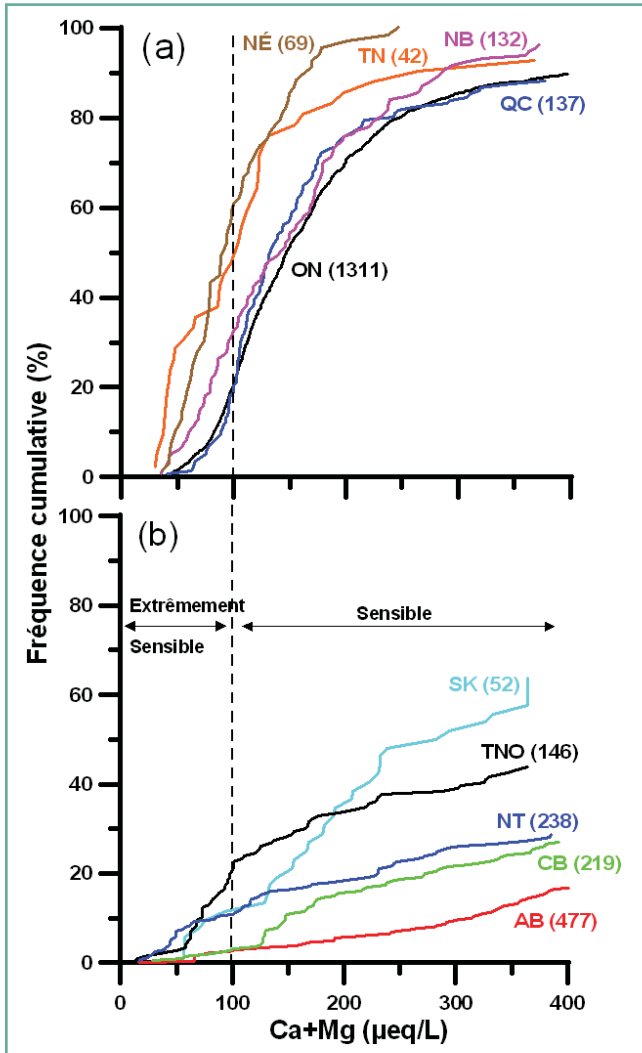 Fréquence cumulative (%)
(a)
100
80
60
40
20
0
NÉ (69)
TN (42)
NB (132)
QC (137)
ON (1311)
(b)
100
80
60
40
20
0
Extrêmement
Sensible
Sensible
SK (52)
TNO (146)
NT (238)
CB (219)
AB (477)
0 100 200 300 400
Ca+Mg (µeq/L)